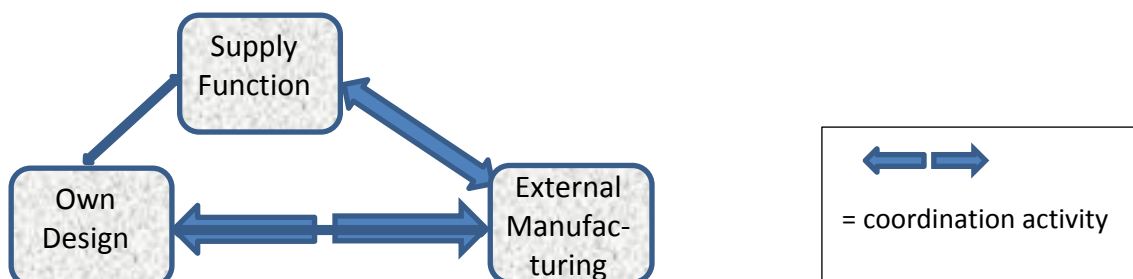 Supply
Function
Own
Design
External
Manufac-
turing
= coordination activity